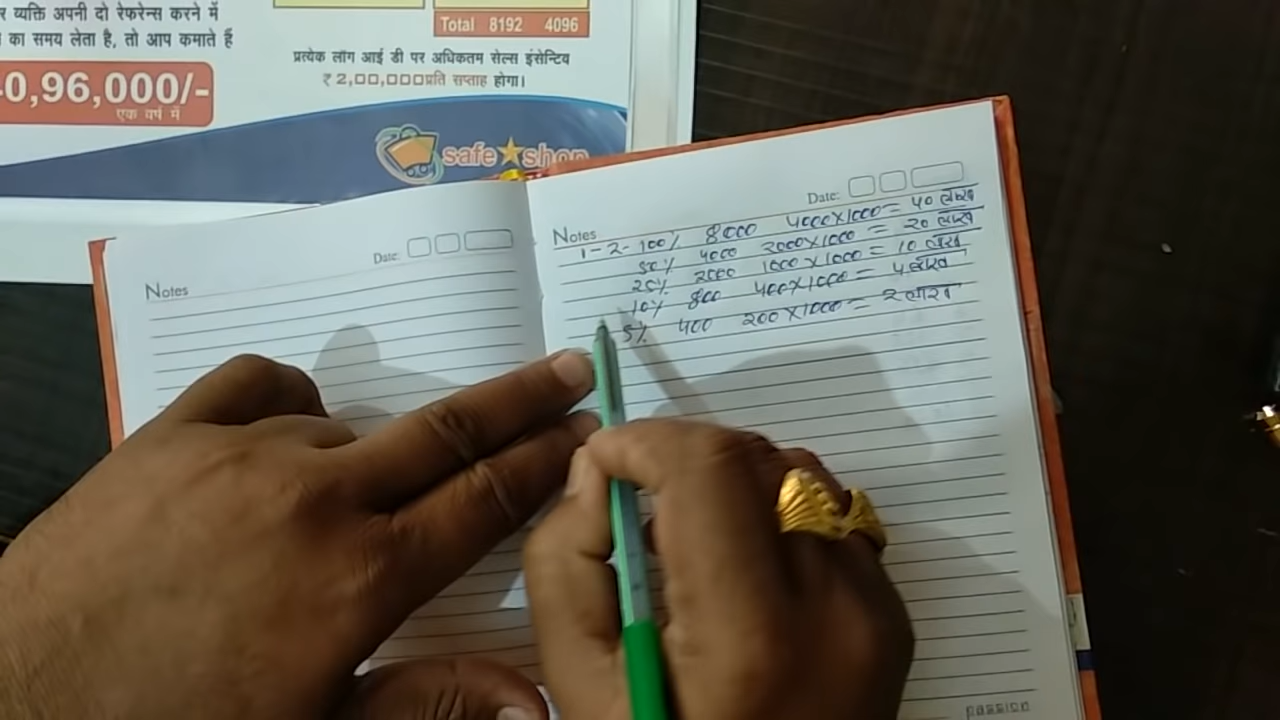 र व्यक्ति अपनी दो रेफरेन्स करने में
का समय लेता है, तो आप कमाते हैं
0,96,000/-
एक वर्ष में
Total 8192 4096
प्रत्येक लॉग आई डी पर अधिकतम सेल्स इंसेन्टिव
₹ 2,00,000प्रति सप्ताह होगा।
safe shop
Notes
Date:
Notes
Date:
1-2-100% 8000 4000×1000= 40 लाख
50% 4000 2000×1000 = 20 लाख
25% 2000 1000×1000 = 10 लाख
10% 800 400×1000= 4 लाख
5% 400 200×1000= 2 लाख
passion